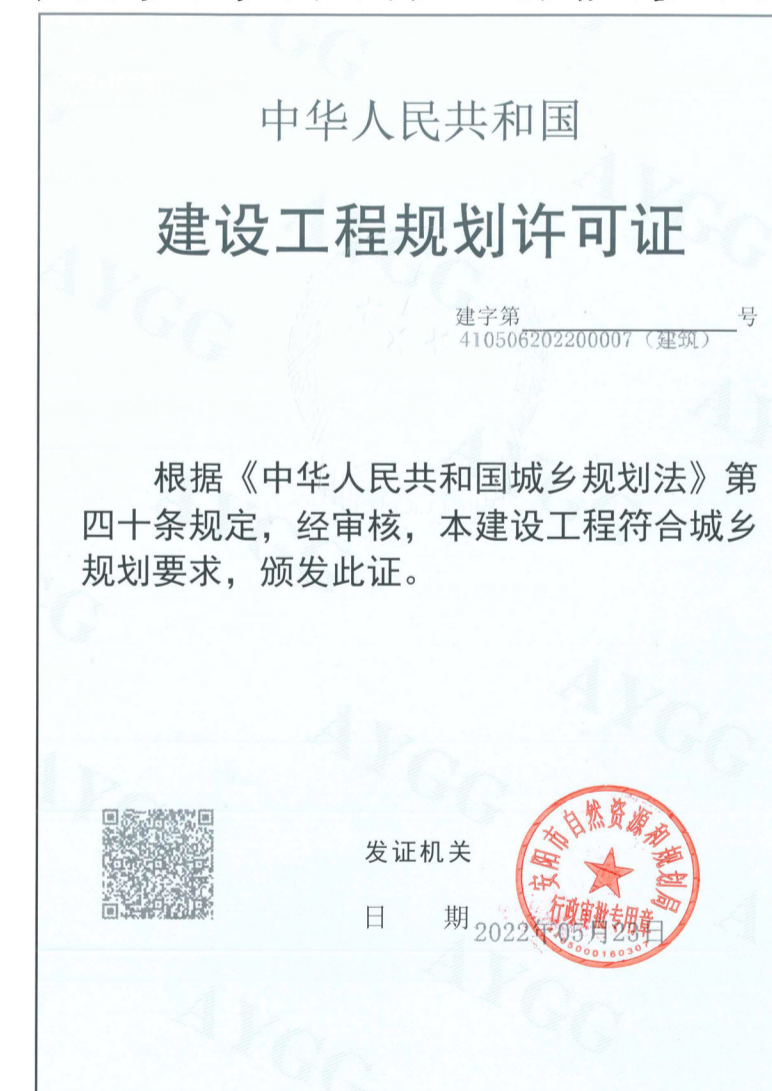 中华人民共和国
建设工程规划许可证
建字第 号
410506202200007（建筑）
根据《中华人民共和国城乡规划法》第
四十条规定，经审核，本建设工程符合城乡
规划要求，颁发此证。
发证机关
日 期 2022年05月23日
安阳市自然资源和规划局
行政审批专用章
AYGG